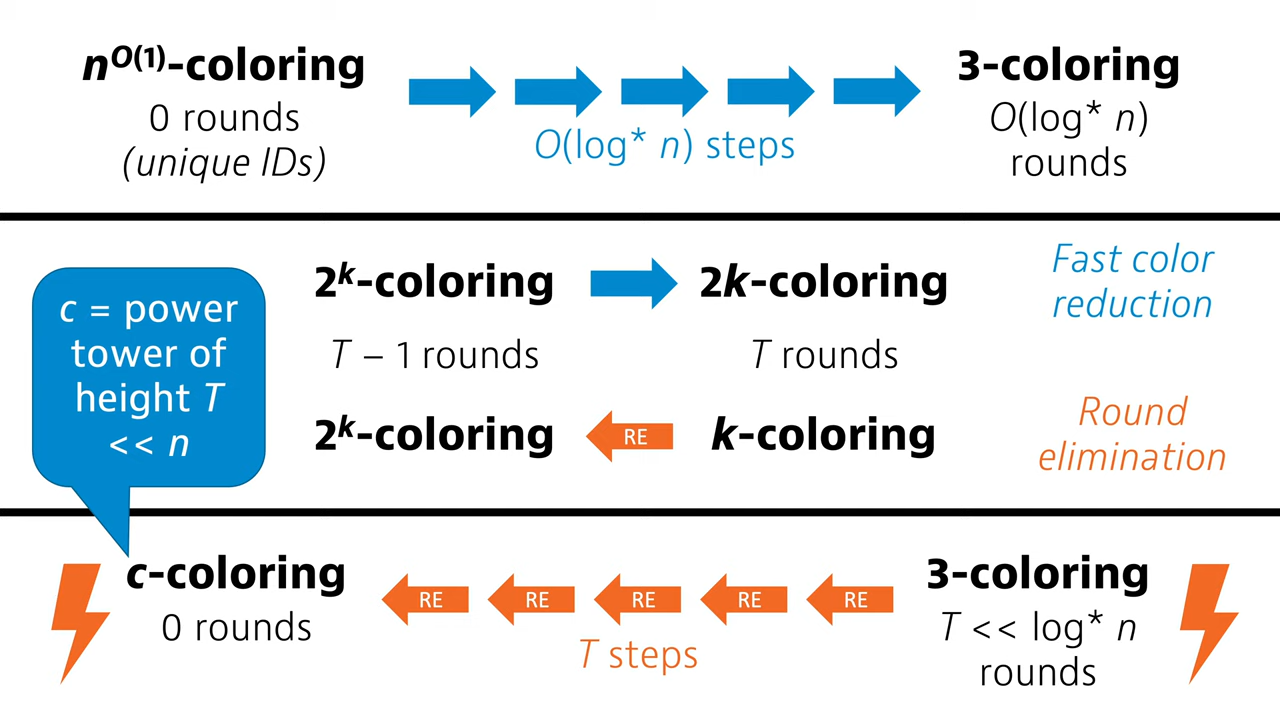 n^O(1)-coloring
0 rounds
(unique IDs)
O(log* n) steps
3-coloring
O(log* n)
rounds
c = power
tower of
height T
<< n
2^k-coloring
2k-coloring
T – 1 rounds
T rounds
2^k-coloring
RE
k-coloring
Fast color
reduction
Round
elimination
c-coloring
0 rounds
RE RE RE RE RE
T steps
3-coloring
T << log* n
rounds